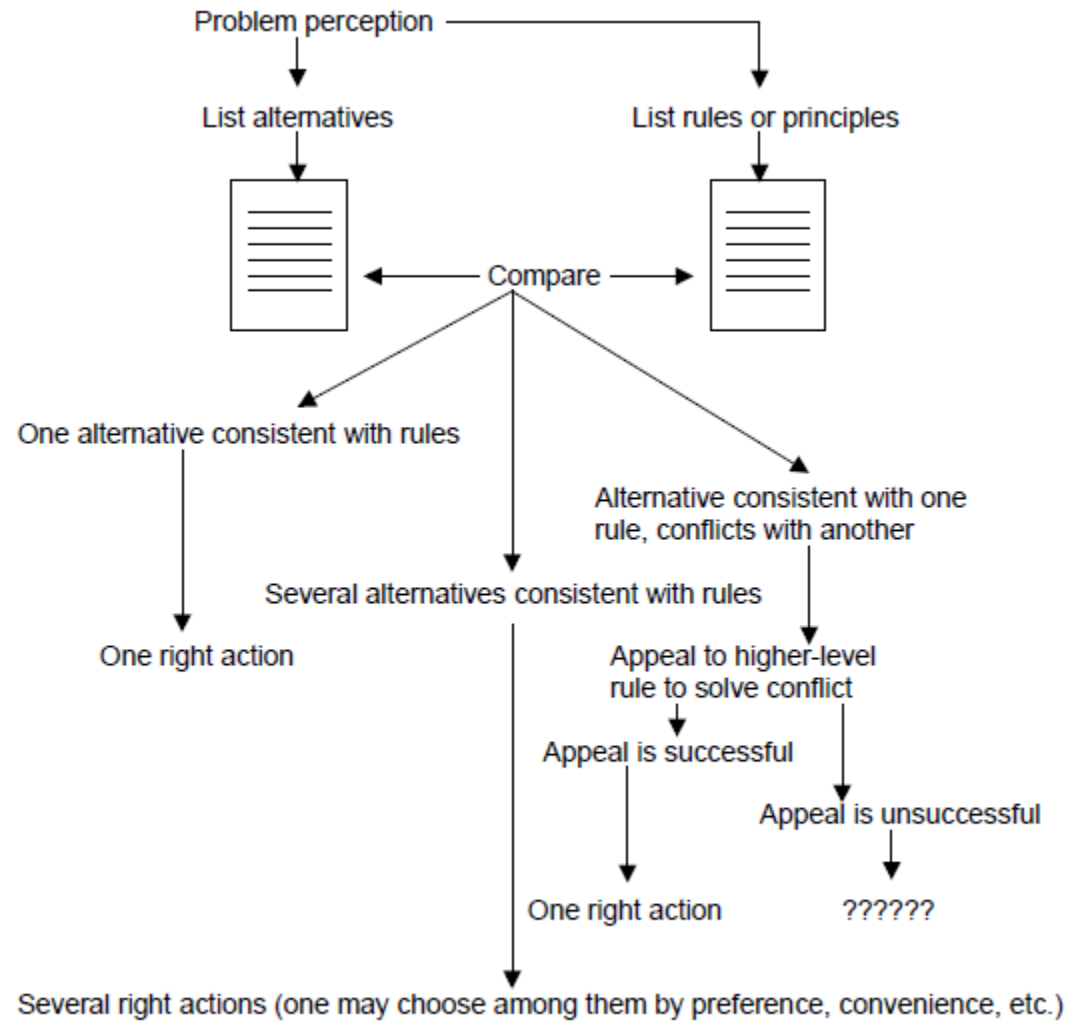 Problem perception
List alternatives
List rules or principles
Compare
One alternative consistent with rules
Alternative consistent with one
rule, conflicts with another
Several alternatives consistent with rules
One right action
Appeal to higher-level
rule to solve conflict
Appeal is successful
Appeal is unsuccessful
One right action
??????
Several right actions (one may choose among them by preference, convenience, etc.)